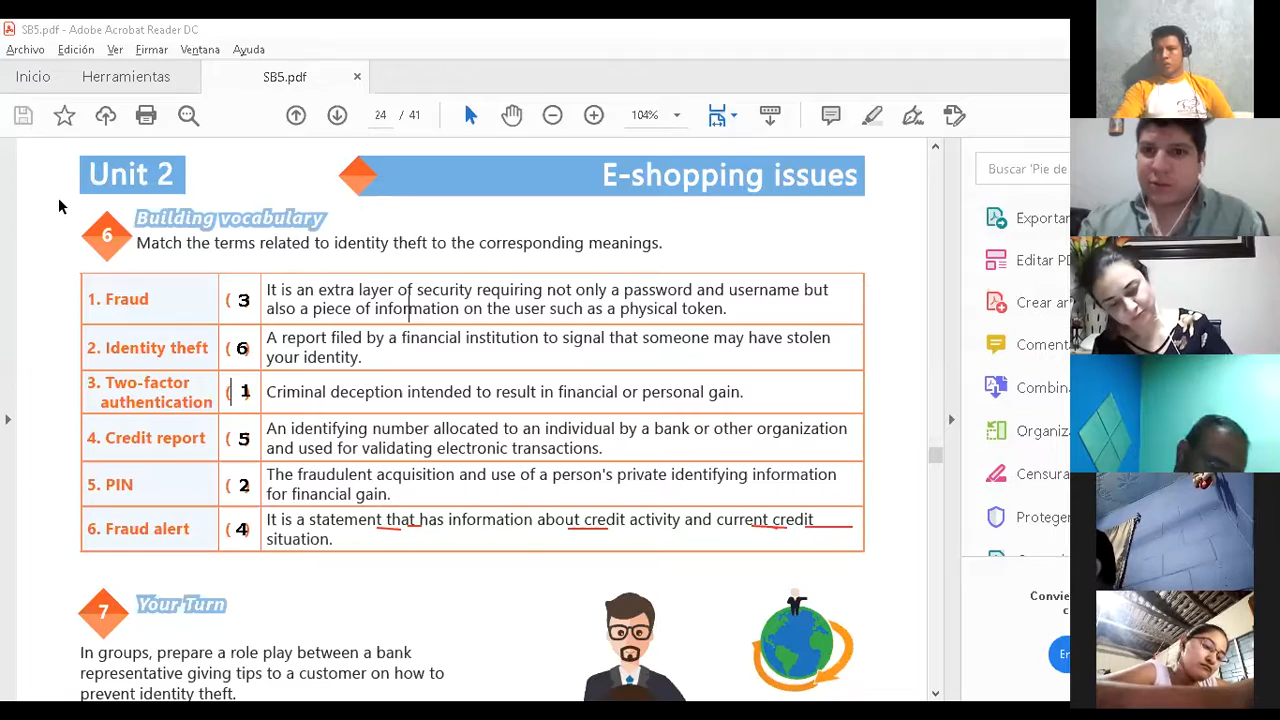 SB5.pdf - Adobe Acrobat Reader DC
Archivo Edición Ver Firmar Ventana Ayuda
Inicio Herramientas SB5.pdf ×
24 / 41 104%
Unit 2 E-shopping issues
6 Building vocabulary
Match the terms related to identity theft to the corresponding meanings.
1. Fraud ( 3 ) It is an extra layer of security requiring not only a password and username but
also a piece of information on the user such as a physical token.
2. Identity theft ( 6 ) A report filed by a financial institution to signal that someone may have stolen
your identity.
3. Two-factor
authentication ( 1 ) Criminal deception intended to result in financial or personal gain.
4. Credit report ( 5 ) An identifying number allocated to an individual by a bank or other organization
and used for validating electronic transactions.
5. PIN ( 2 ) The fraudulent acquisition and use of a person's private identifying information
for financial gain.
6. Fraud alert ( 4 ) It is a statement that has information about credit activity and current credit
situation.
7 Your Turn
In groups, prepare a role play between a bank
representative giving tips to a customer on how to
prevent identity theft.
Buscar 'Pie de
Exportar
Editar PD
Crear ar
Comenta
Combin
Organiz
Censura
Proteger
Convie
c
En